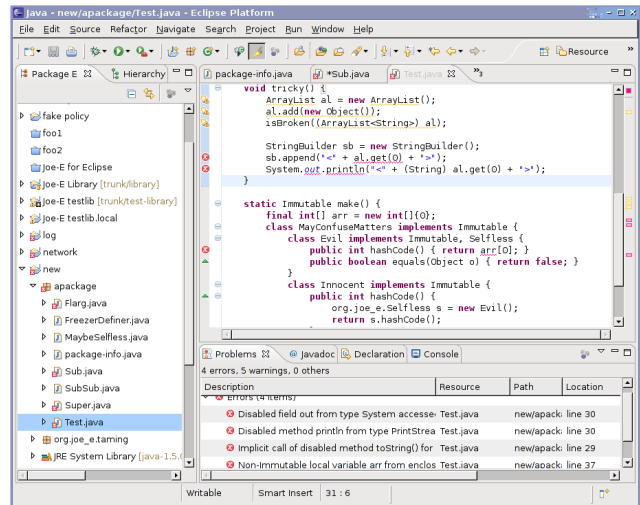 Java - new/apackage/Test.java - Eclipse Platform
File Edit Source Refactor Navigate Search Project Run Window Help
Resource
Package E
Hierarchy
fake policy
foo1
foo2
Joe-E for Eclipse
Joe-E Library [trunk/library]
Joe-E testlib [trunk/test-library]
Joe-E testlib.local
log
network
new
apackage
Flarg.java
FreezerDefiner.java
MaybeSelfless.java
package-info.java
Sub.java
SubSub.java
Super.java
Test.java
org.joe_e.taming
JRE System Library [java-1.5.
package-info.java
*Sub.java
Test.java
»3
void tricky() {
ArrayList al = new ArrayList();
al.add(new Object());
isBroken((ArrayList<String>) al);
StringBuilder sb = new StringBuilder();
sb.append("<" + al.get(0) + ">");
System.out.println("<" + (String) al.get(0) + ">");
}
static Immutable make() {
final int[] arr = new int[]{0};
class MayConfuseMatters implements Immutable {
class Evil implements Immutable, Selfless {
public int hashCode() { return arr[0]; }
public boolean equals(Object o) { return false; }
}
class Innocent implements Immutable {
public int hashCode() {
org.joe_e.Selfless s = new Evil();
return s.hashCode();
Problems
@ Javadoc
Declaration
Console
4 errors, 5 warnings, 0 others
Description Resource Path Location
Errors (4 items)
Disabled field out from type System accesse Test.java new/apack line 30
Disabled method println from type PrintStrea Test.java new/apack line 30
Implicit call of disabled method toString() for Test.java new/apack line 29
Non-Immutable local variable arr from enclos Test.java new/apack line 37
Writable Smart Insert 31 : 6